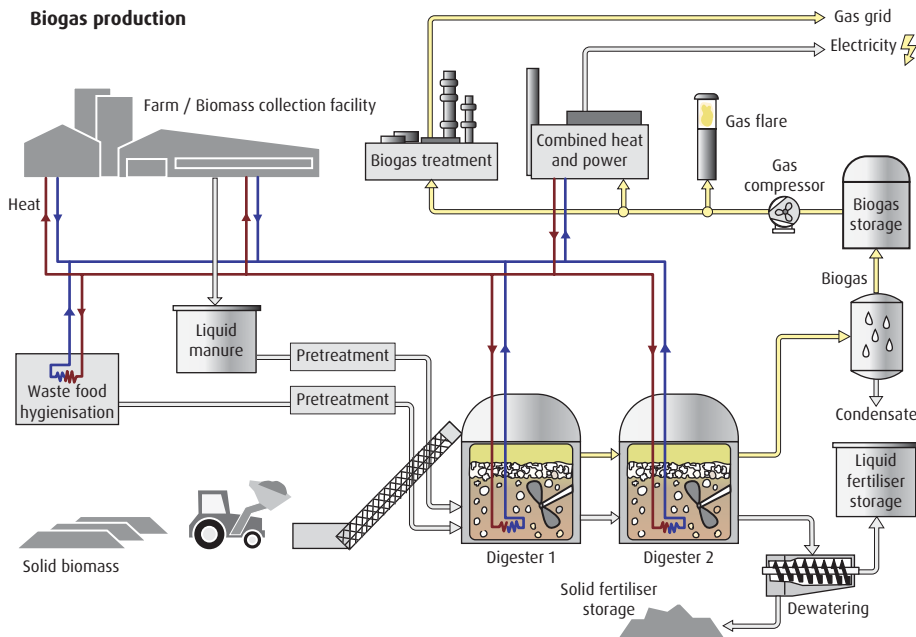 Biogas production
Gas grid
Electricity
Farm / Biomass collection facility
Biogas treatment
Combined heat
and power
Gas flare
Gas
compressor
Biogas
storage
Heat
Biogas
Liquid
manure
Pretreatment
Waste food
hygienisation
Pretreatment
Condensate
Liquid
fertiliser
storage
Solid biomass
Digester 1
Digester 2
Solid fertiliser
storage
Dewatering